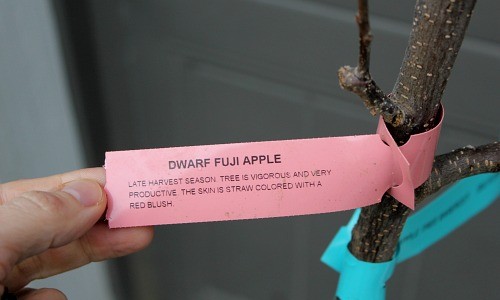 DWARF FUJI APPLE
LATE HARVEST SEASON. TREE IS VIGOROUS AND VERY
PRODUCTIVE. THE SKIN IS STRAW COLORED WITH A
RED BLUSH.